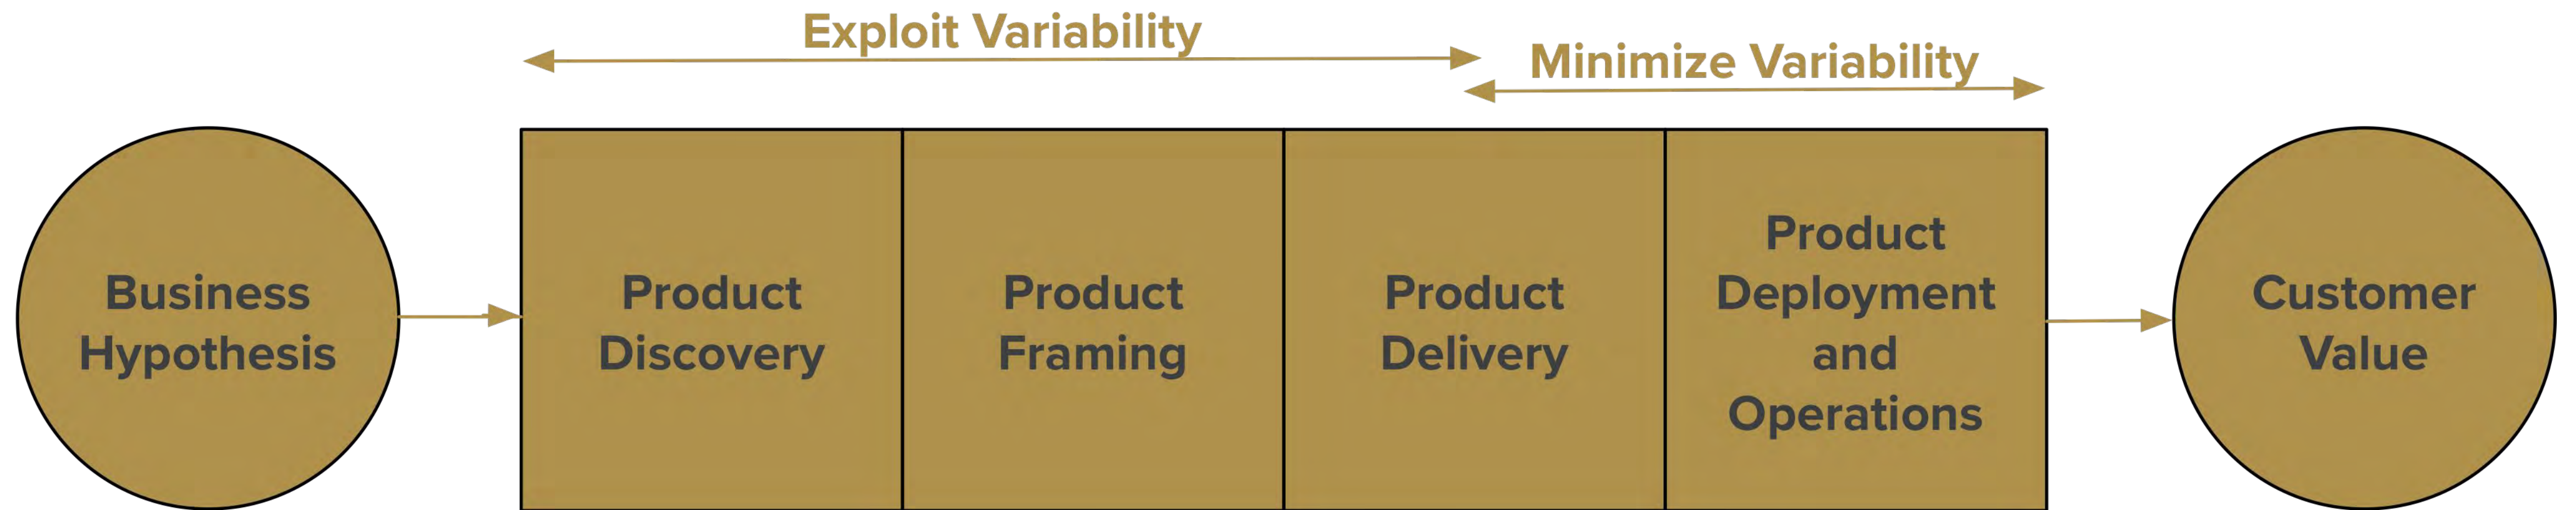 Exploit Variability
Minimize Variability
Business
Hypothesis
Product
Discovery
Product
Framing
Product
Delivery
Product
Deployment
and
Operations
Customer
Value